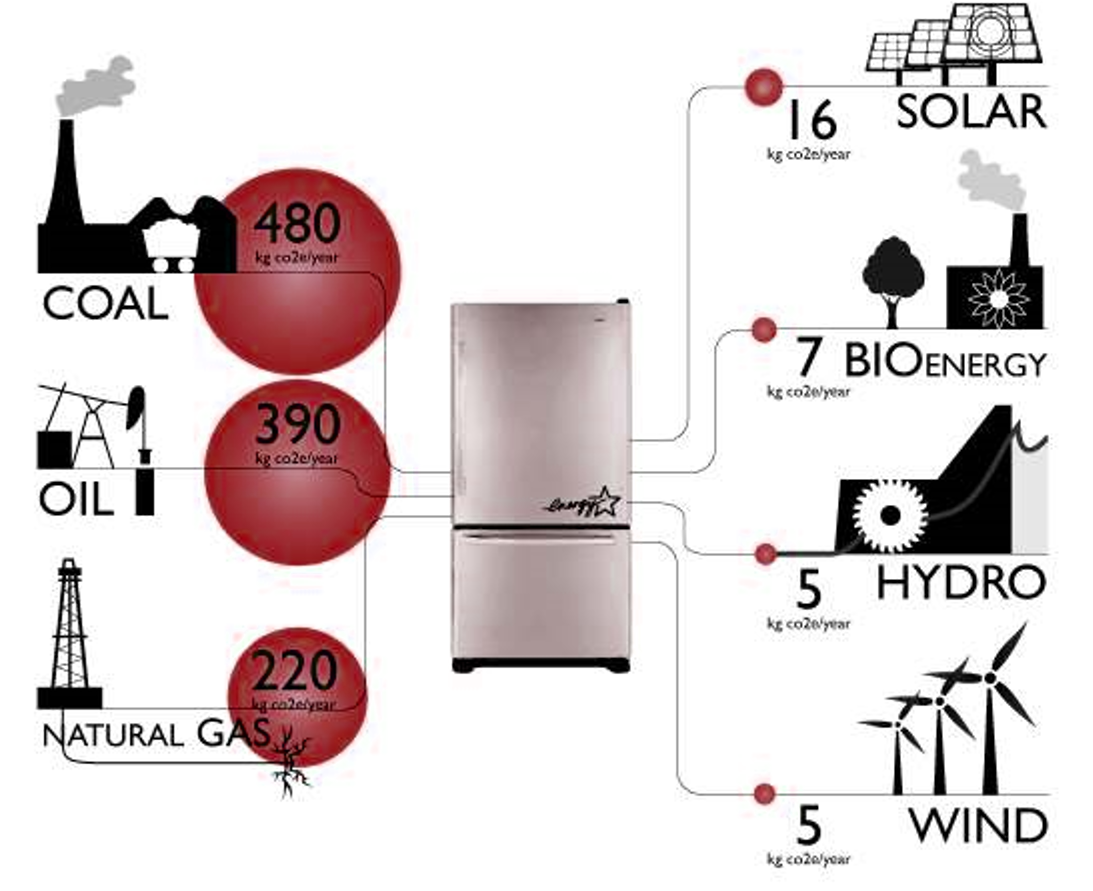 480
kg co2e/year
COAL
390
kg co2e/year
OIL
220
kg co2e/year
NATURAL GAS
energy
16
kg co2e/year
SOLAR
7
kg co2e/year
BIOENERGY
5
kg co2e/year
HYDRO
5
kg co2e/year
WIND